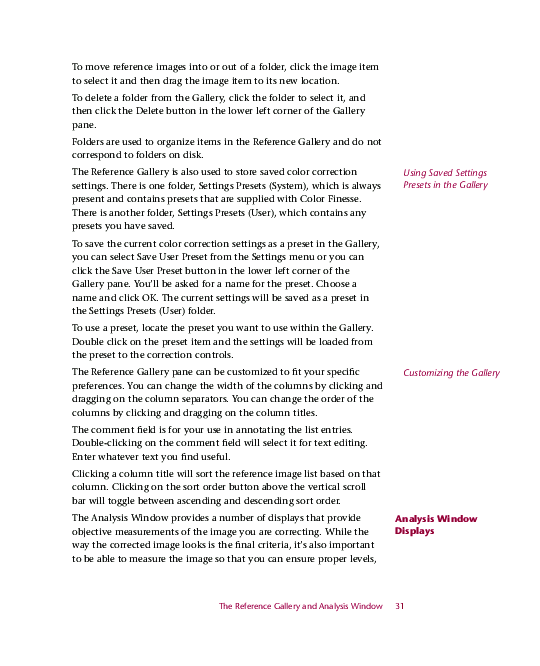 To move reference images into or out of a folder, click the image item
to select it and then drag the image item to its new location.
To delete a folder from the Gallery, click the folder to select it, and
then click the Delete button in the lower left corner of the Gallery
pane.
Folders are used to organize items in the Reference Gallery and do not
correspond to folders on disk.
Using Saved Settings
Presets in the Gallery
The Reference Gallery is also used to store saved color correction
settings. There is one folder, Settings Presets (System), which is always
present and contains presets that are supplied with Color Finesse.
There is another folder, Settings Presets (User), which contains any
presets you have saved.
To save the current color correction settings as a preset in the Gallery,
you can select Save User Preset from the Settings menu or you can
click the Save User Preset button in the lower left corner of the
Gallery pane. You'll be asked for a name for the preset. Choose a
name and click OK. The current settings will be saved as a preset in
the Settings Presets (User) folder.
To use a preset, locate the preset you want to use within the Gallery.
Double click on the preset item and the settings will be loaded from
the preset to the correction controls.
Customizing the Gallery
The Reference Gallery pane can be customized to fit your specific
preferences. You can change the width of the columns by clicking and
dragging on the column separators. You can change the order of the
columns by clicking and dragging on the column titles.
The comment field is for your use in annotating the list entries.
Double-clicking on the comment field will select it for text editing.
Enter whatever text you find useful.
Clicking a column title will sort the reference image list based on that
column. Clicking on the sort order button above the vertical scroll
bar will toggle between ascending and descending sort order.
Analysis Window
Displays
The Analysis Window provides a number of displays that provide
objective measurements of the image you are correcting. While the
way the corrected image looks is the final criteria, it's also important
to be able to measure the image so that you can ensure proper levels,
The Reference Gallery and Analysis Window 31